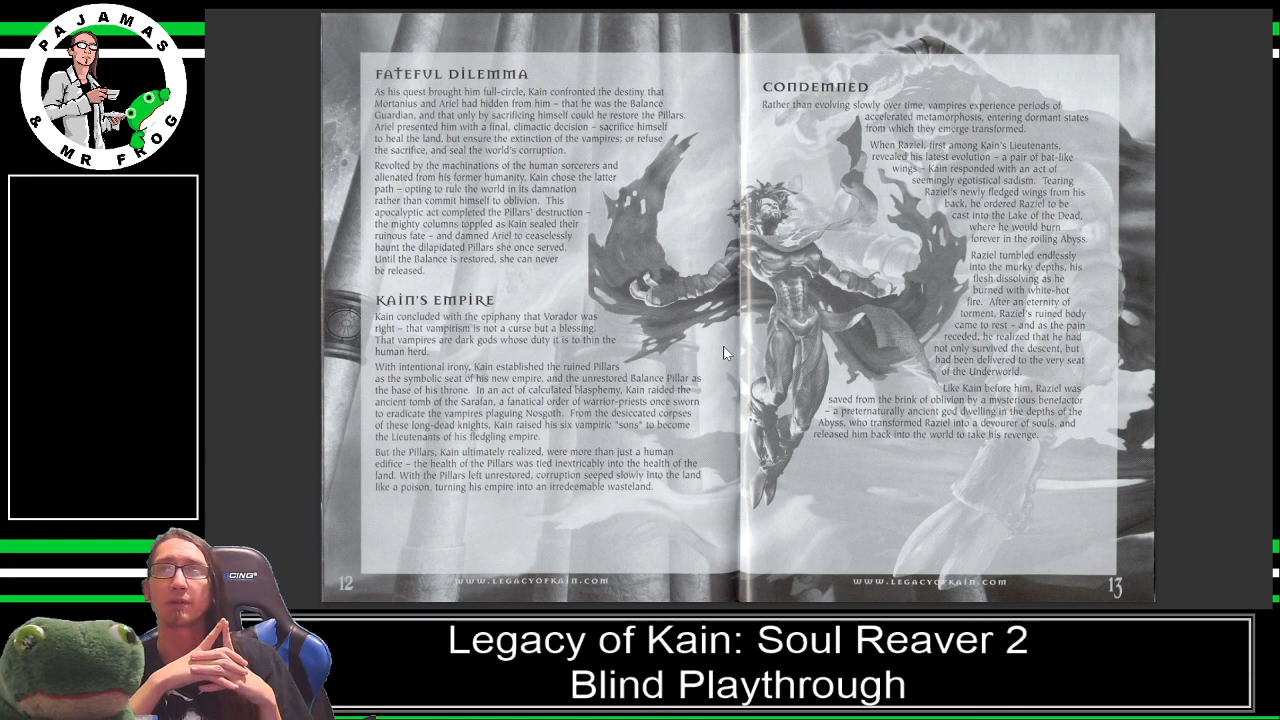 PAJAMAS
& MR FROG
FATEFUL DILEMMA
As his quest brought him full-circle, Kain confronted the destiny that
Mortanius and Ariel had hidden from him – that he was the Balance
Guardian, and that only by sacrificing himself could he restore the Pillars.
Ariel presented him with a final, climactic decision – sacrifice himself
to heal the land, but ensure the extinction of the vampires; or refuse
the sacrifice, and seal the world's corruption.
Revolted by the machinations of the human sorcerers and
alienated from his former humanity, Kain chose the latter
path – opting to rule the world in its damnation
rather than commit himself to oblivion. This
apocalyptic act completed the Pillars' destruction –
the mighty columns toppled as Kain sealed their
ruinous fate – and damned Ariel to ceaselessly
haunt the dilapidated Pillars she once served.
Until the Balance is restored, she can never
be released.
KAIN'S EMPIRE
Kain concluded with the epiphany that Vorador was
right – that vampirism is not a curse but a blessing.
That vampires are dark gods whose duty it is to thin the
human herd.
With intentional irony, Kain established the ruined Pillars
as the symbolic seat of his new empire, and the unrestored Balance Pillar as
the base of his throne. In an act of calculated blasphemy, Kain raided the
ancient tomb of the Sarafan, a fanatical order of warrior-priests once sworn
to eradicate the vampires plaguing Nosgoth. From the desiccated corpses
of these long-dead knights, Kain raised his six vampiric "sons" to become
the Lieutenants of his fledgling empire.
But the Pillars, Kain ultimately realized, were more than just a human
edifice – the health of the Pillars was tied inextricably into the health of the
land. With the Pillars left unrestored, corruption seeped slowly into the land
like a poison, turning his empire into an irredeemable wasteland.
12
WWW.LEGACYOFKAIN.COM
CONDEMNED
Rather than evolving slowly over time, vampires experience periods of
accelerated metamorphosis, entering dormant states
from which they emerge transformed.
When Raziel, first among Kain's Lieutenants,
revealed his latest evolution – a pair of bat-like
wings – Kain responded with an act of
seemingly egotistical sadism. Tearing
Raziel's newly fledged wings from his
back, he ordered Raziel to be
cast into the Lake of the Dead,
where he would burn
forever in the roiling Abyss.
Raziel tumbled endlessly
into the murky depths, his
flesh dissolving as he
burned with white-hot
fire. After an eternity of
torment, Raziel's ruined body
came to rest – and as the pain
receded, he realized that he had
not only survived the descent, but
had been delivered to the very seat
of the Underworld.
Like Kain before him, Raziel was
saved from the brink of oblivion by a mysterious benefactor
– a preternaturally ancient god dwelling in the depths of the
Abyss, who transformed Raziel into a devourer of souls, and
released him back into the world to take his revenge.
WWW.LEGACYOFKAIN.COM
13
Legacy of Kain: Soul Reaver 2
Blind Playthrough